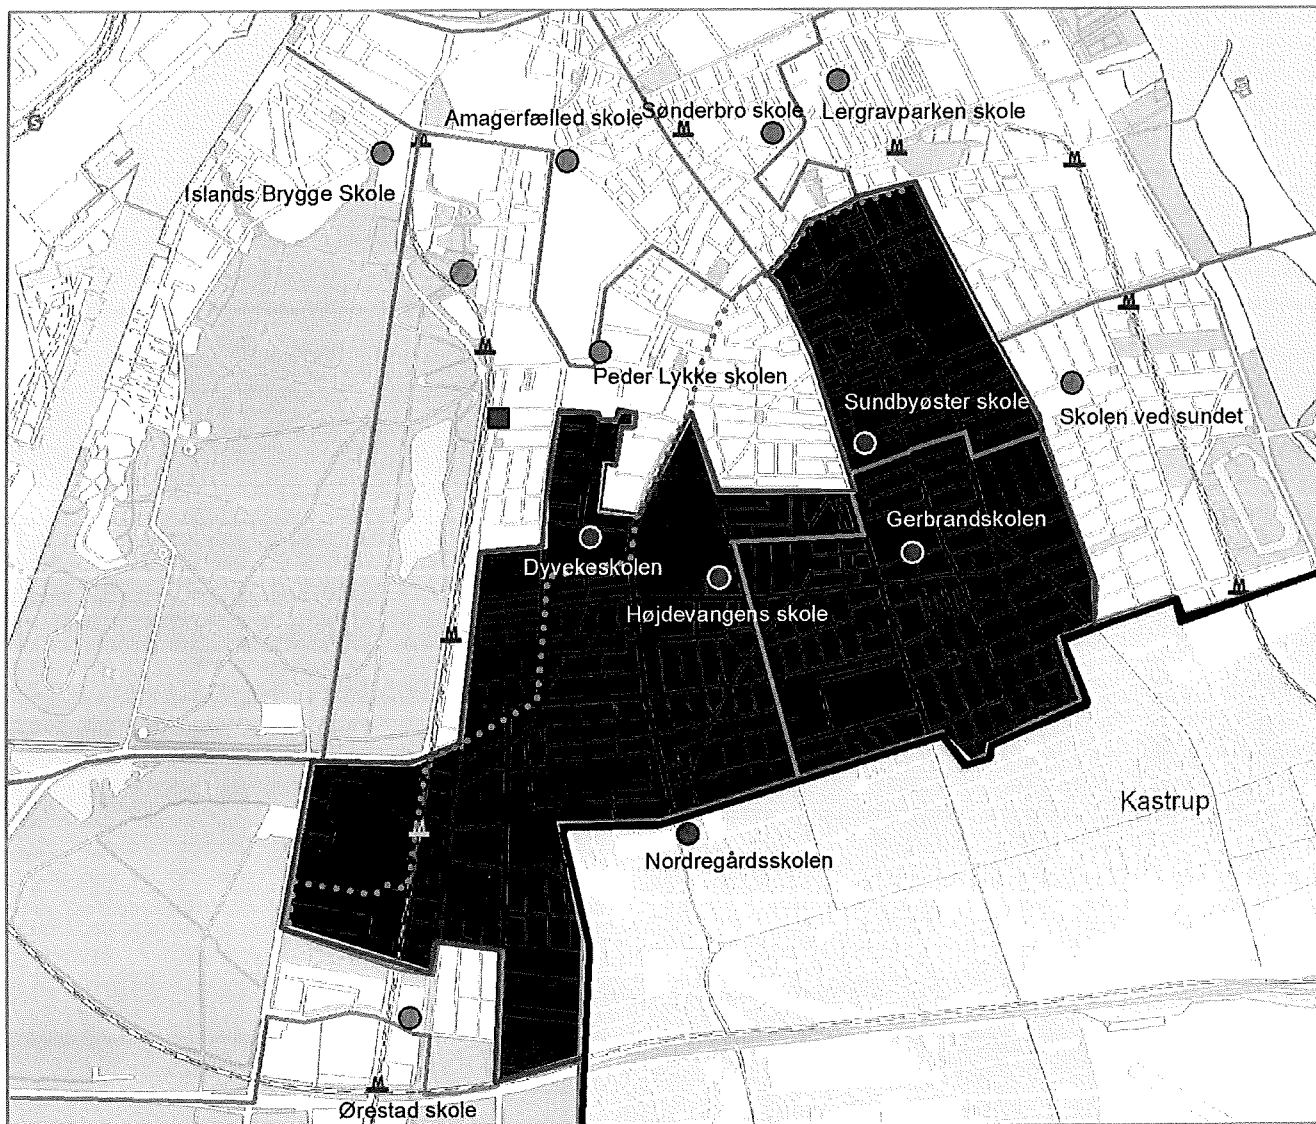 Sønderbro skole
Lergravparken skole
Amagerfælled skole
Islands Brygge Skole
Peder Lykke skolen
Sundbyøster skole
Skolen ved sundet
Gerbrandskolen
Dyvekeskolen
Højdevangens skole
Kastrup
Nordregårdsskolen
Ørestad skole